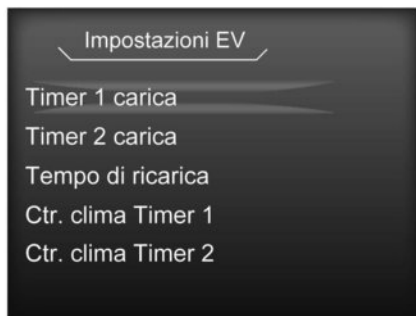 Impostazioni EV
Timer 1 carica
Timer 2 carica
Tempo di ricarica
Ctr. clima Timer 1
Ctr. clima Timer 2